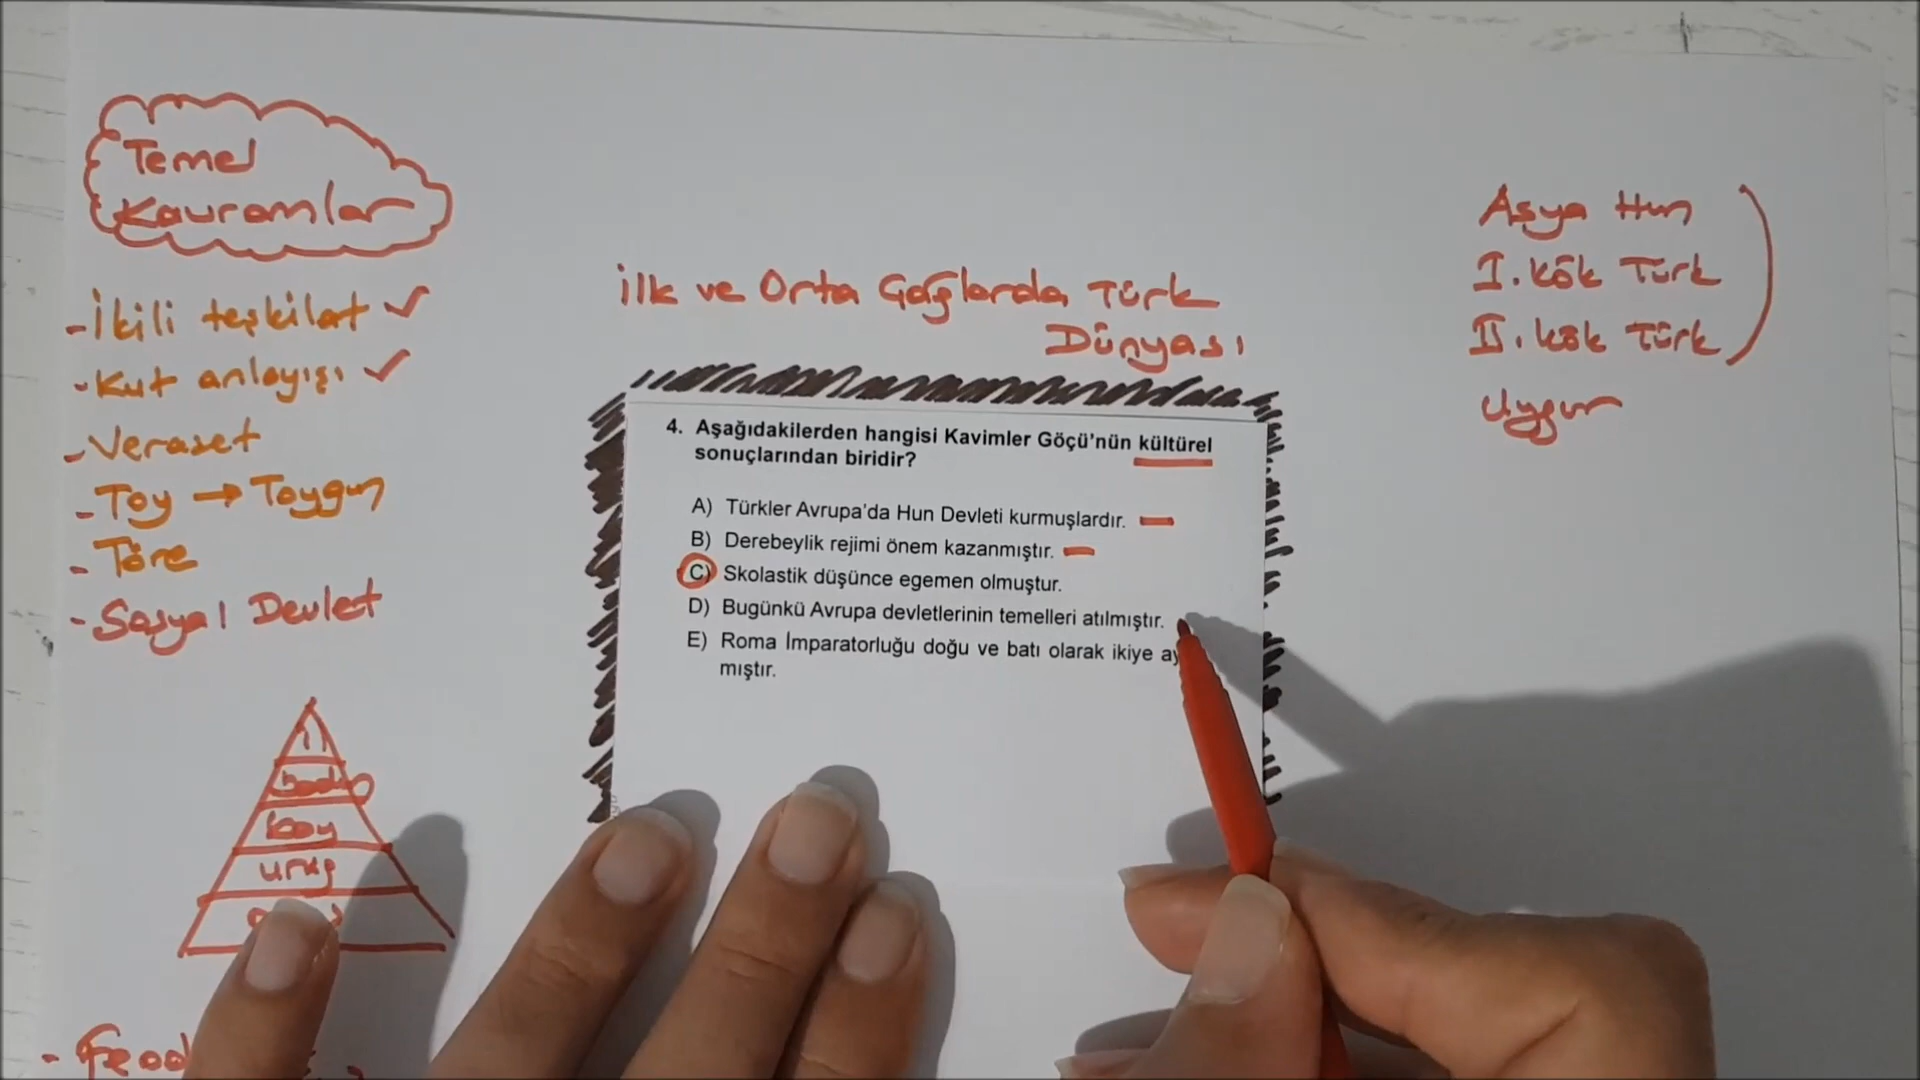 Temel
Kavramlar
- İkili teşkilat ✓
- Kut anlayışı ✓
- Veraset
- Toy → Toygun
- Töre
- Sosyal Devlet
boy
uruş
İlk ve Orta Çağlarda Türk
Dünyası
4. Aşağıdakilerden hangisi Kavimler Göçü'nün kültürel
sonuçlarından biridir?
A) Türkler Avrupa'da Hun Devleti kurmuşlardır.
B) Derebeylik rejimi önem kazanmıştır.
C) Skolastik düşünce egemen olmuştur.
D) Bugünkü Avrupa devletlerinin temelleri atılmıştır.
E) Roma İmparatorluğu doğu ve batı olarak ikiye
mıştır.
Asya Hun
I. Kök Türk
II. Kök Türk
Uygur